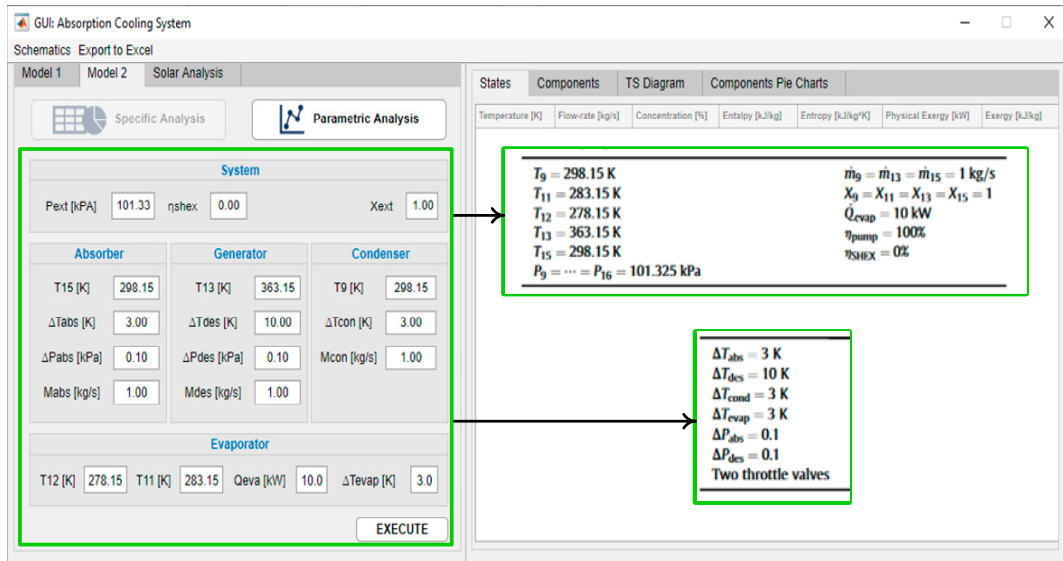 GUI: Absorption Cooling System
Schematics Export to Excel
Model 1 Model 2 Solar Analysis
Specific Analysis Parametric Analysis
System
Pext [kPA] 101.33 ηshex 0.00 Xext 1.00
Absorber Generator Condenser
T15 [K] 298.15 T13 [K] 363.15 T9 [K] 298.15
ΔTabs [K] 3.00 ΔTdes [K] 10.00 ΔTcon [K] 3.00
ΔPabs [kPa] 0.10 ΔPdes [kPa] 0.10 Mcon [kg/s] 1.00
Mabs [kg/s] 1.00 Mdes [kg/s] 1.00
Evaporator
T12 [K] 278.15 T11 [K] 283.15 Qeva [kW] 10.0 ΔTevap [K] 3.0
EXECUTE
States Components TS Diagram Components Pie Charts
Temperature [K] Flow-rate [kg/s] Concentration [%] Entalpy [kJ/kg] Entropy [kJ/kg*K] Physical Exergy [kW] Exergy [kJ/kg]
T₉ = 298.15 K
T₁₁ = 283.15 K
T₁₂ = 278.15 K
T₁₃ = 363.15 K
T₁₅ = 298.15 K
P₉ = ⋯ = P₁₆ = 101.325 kPa
ṁ₉ = ṁ₁₃ = ṁ₁₅ = 1 kg/s
X₉ = X₁₁ = X₁₃ = X₁₅ = 1
Q̇evap = 10 kW
ηpump = 100%
ηSHEX = 0%
ΔTabs = 3 K
ΔTdes = 10 K
ΔTcond = 3 K
ΔTevap = 3 K
ΔPabs = 0.1
ΔPdes = 0.1
Two throttle valves